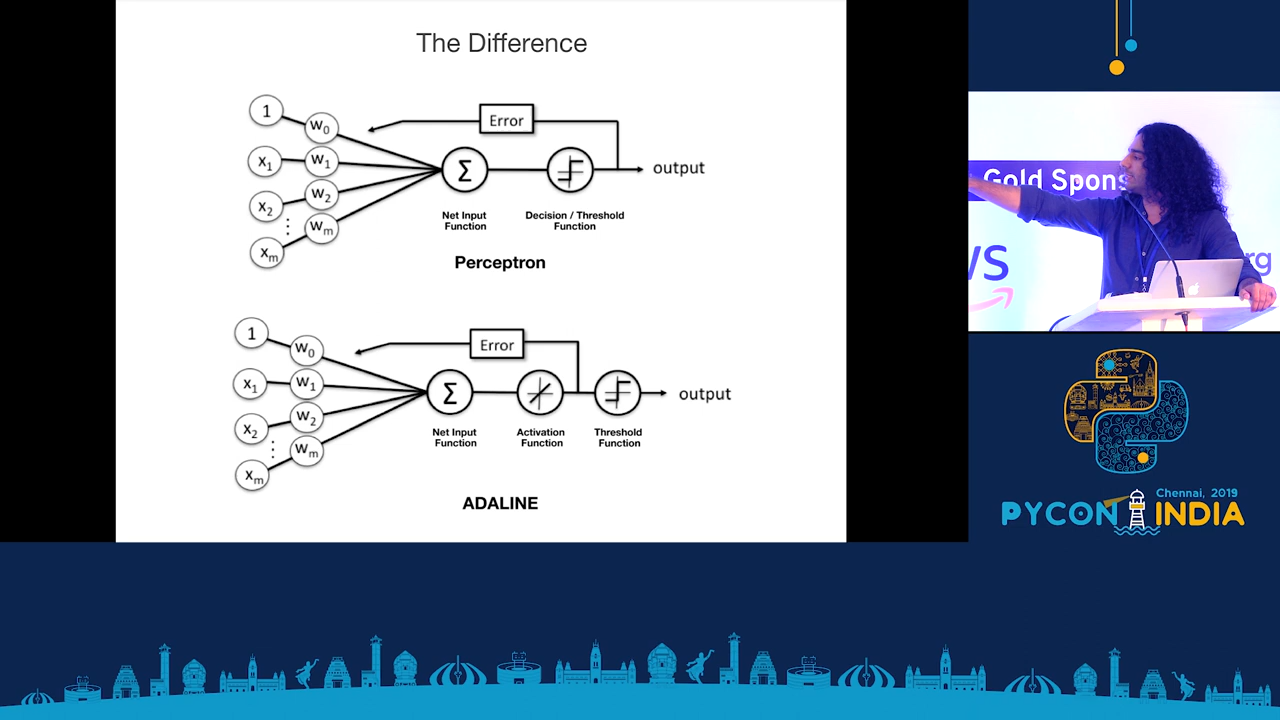 The Difference
1
w0
x1
w1
x2
w2
⋮
wm
xm
Σ
Error
output
Net Input
Function
Decision / Threshold
Function
Perceptron
1
w0
x1
w1
x2
w2
⋮
wm
xm
Σ
Error
output
Net Input
Function
Activation
Function
Threshold
Function
ADALINE
Gold Spons
WS
rg
Chennai, 2019
PYCON INDIA